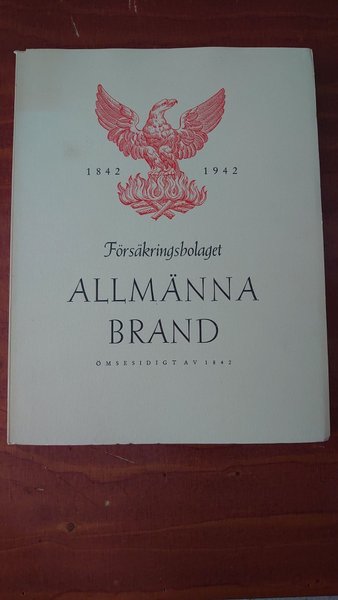 1842 1942
Försäkringsbolaget
ALLMÄNNA
BRAND
ÖMSESIDIGT AV 1842